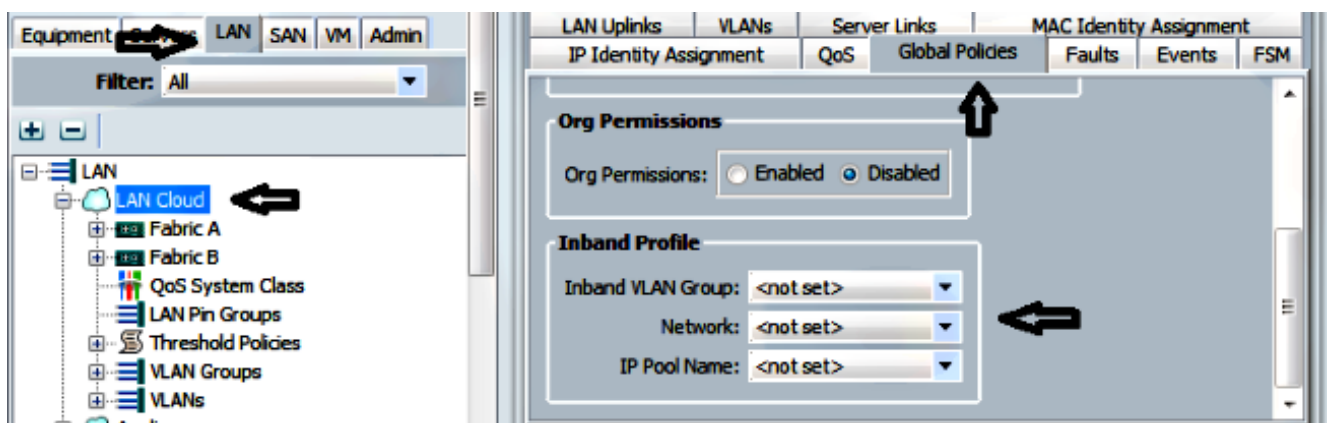 Equipment Servers LAN SAN VM Admin
Filter: All
LAN
LAN Cloud
Fabric A
Fabric B
QoS System Class
LAN Pin Groups
Threshold Policies
VLAN Groups
VLANs
LAN Uplinks VLANs Server Links MAC Identity Assignment
IP Identity Assignment QoS Global Policies Faults Events FSM
Org Permissions
Org Permissions: Enabled Disabled
Inband Profile
Inband VLAN Group: <not set>
Network: <not set>
IP Pool Name: <not set>